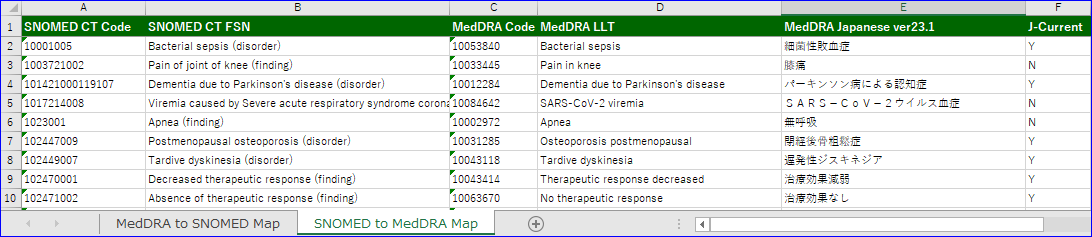 A B C D E F
1 SNOMED CT Code SNOMED CT FSN MedDRA Code MedDRA LLT MedDRA Japanese ver23.1 J-Current
2 10001005 Bacterial sepsis (disorder) 10053840 Bacterial sepsis 細菌性敗血症 Y
3 1003721002 Pain of joint of knee (finding) 10033445 Pain in knee 膝痛 N
4 101421000119107 Dementia due to Parkinson's disease (disorder) 10012284 Dementia due to Parkinson's disease パーキンソン病による認知症 Y
5 1017214008 Viremia caused by Severe acute respiratory syndrome corona 10084642 SARS-CoV-2 viremia ＳＡＲＳ－ＣｏＶ－２ウイルス血症 N
6 1023001 Apnea (finding) 10002972 Apnea 無呼吸 N
7 102447009 Postmenopausal osteoporosis (disorder) 10031285 Osteoporosis postmenopausal 閉経後骨粗鬆症 Y
8 102449007 Tardive dyskinesia (disorder) 10043118 Tardive dyskinesia 遅発性ジスキネジア Y
9 102470001 Decreased therapeutic response (finding) 10043414 Therapeutic response decreased 治療効果減弱 Y
10 102471002 Absence of therapeutic response (finding) 10063670 No therapeutic response 治療効果なし Y
MedDRA to SNOMED Map SNOMED to MedDRA Map